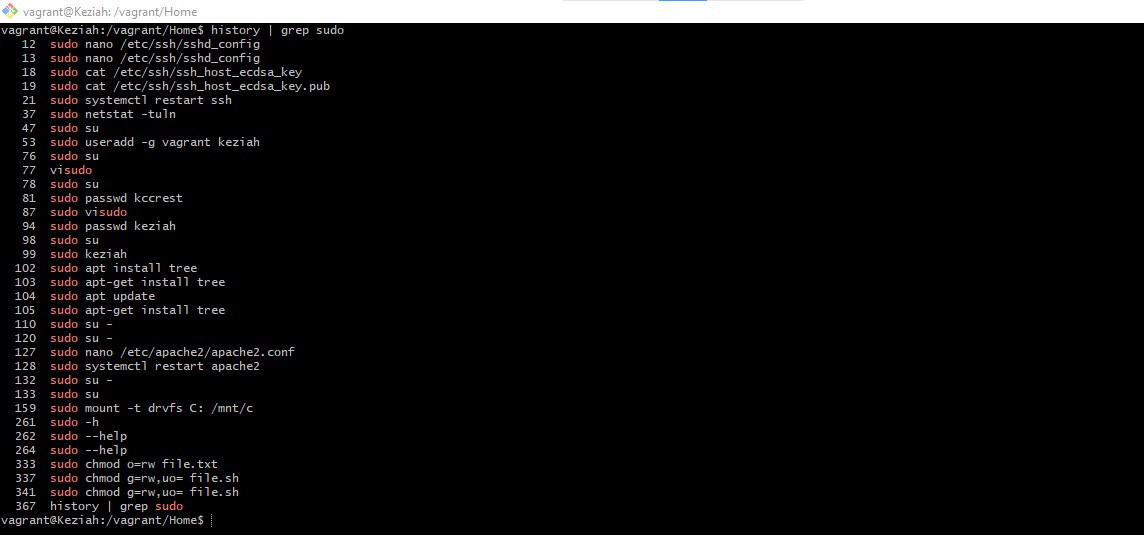 vagrant@Keziah: /vagrant/Home
vagrant@Keziah:/vagrant/Home$ history | grep sudo
12 sudo nano /etc/ssh/sshd_config
13 sudo nano /etc/ssh/sshd_config
18 sudo cat /etc/ssh/ssh_host_ecdsa_key
19 sudo cat /etc/ssh/ssh_host_ecdsa_key.pub
21 sudo systemctl restart ssh
37 sudo netstat -tuln
47 sudo su
53 sudo useradd -g vagrant keziah
76 sudo su
77 visudo
78 sudo su
81 sudo passwd kccrest
87 sudo visudo
94 sudo passwd keziah
98 sudo su
99 sudo keziah
102 sudo apt install tree
103 sudo apt-get install tree
104 sudo apt update
105 sudo apt-get install tree
110 sudo su -
120 sudo su -
127 sudo nano /etc/apache2/apache2.conf
128 sudo systemctl restart apache2
132 sudo su -
133 sudo su
159 sudo mount -t drvfs C: /mnt/c
261 sudo -h
262 sudo --help
264 sudo --help
333 sudo chmod o=rw file.txt
337 sudo chmod g=rw,uo= file.sh
341 sudo chmod g=rw,uo= file.sh
367 history | grep sudo
vagrant@Keziah:/vagrant/Home$